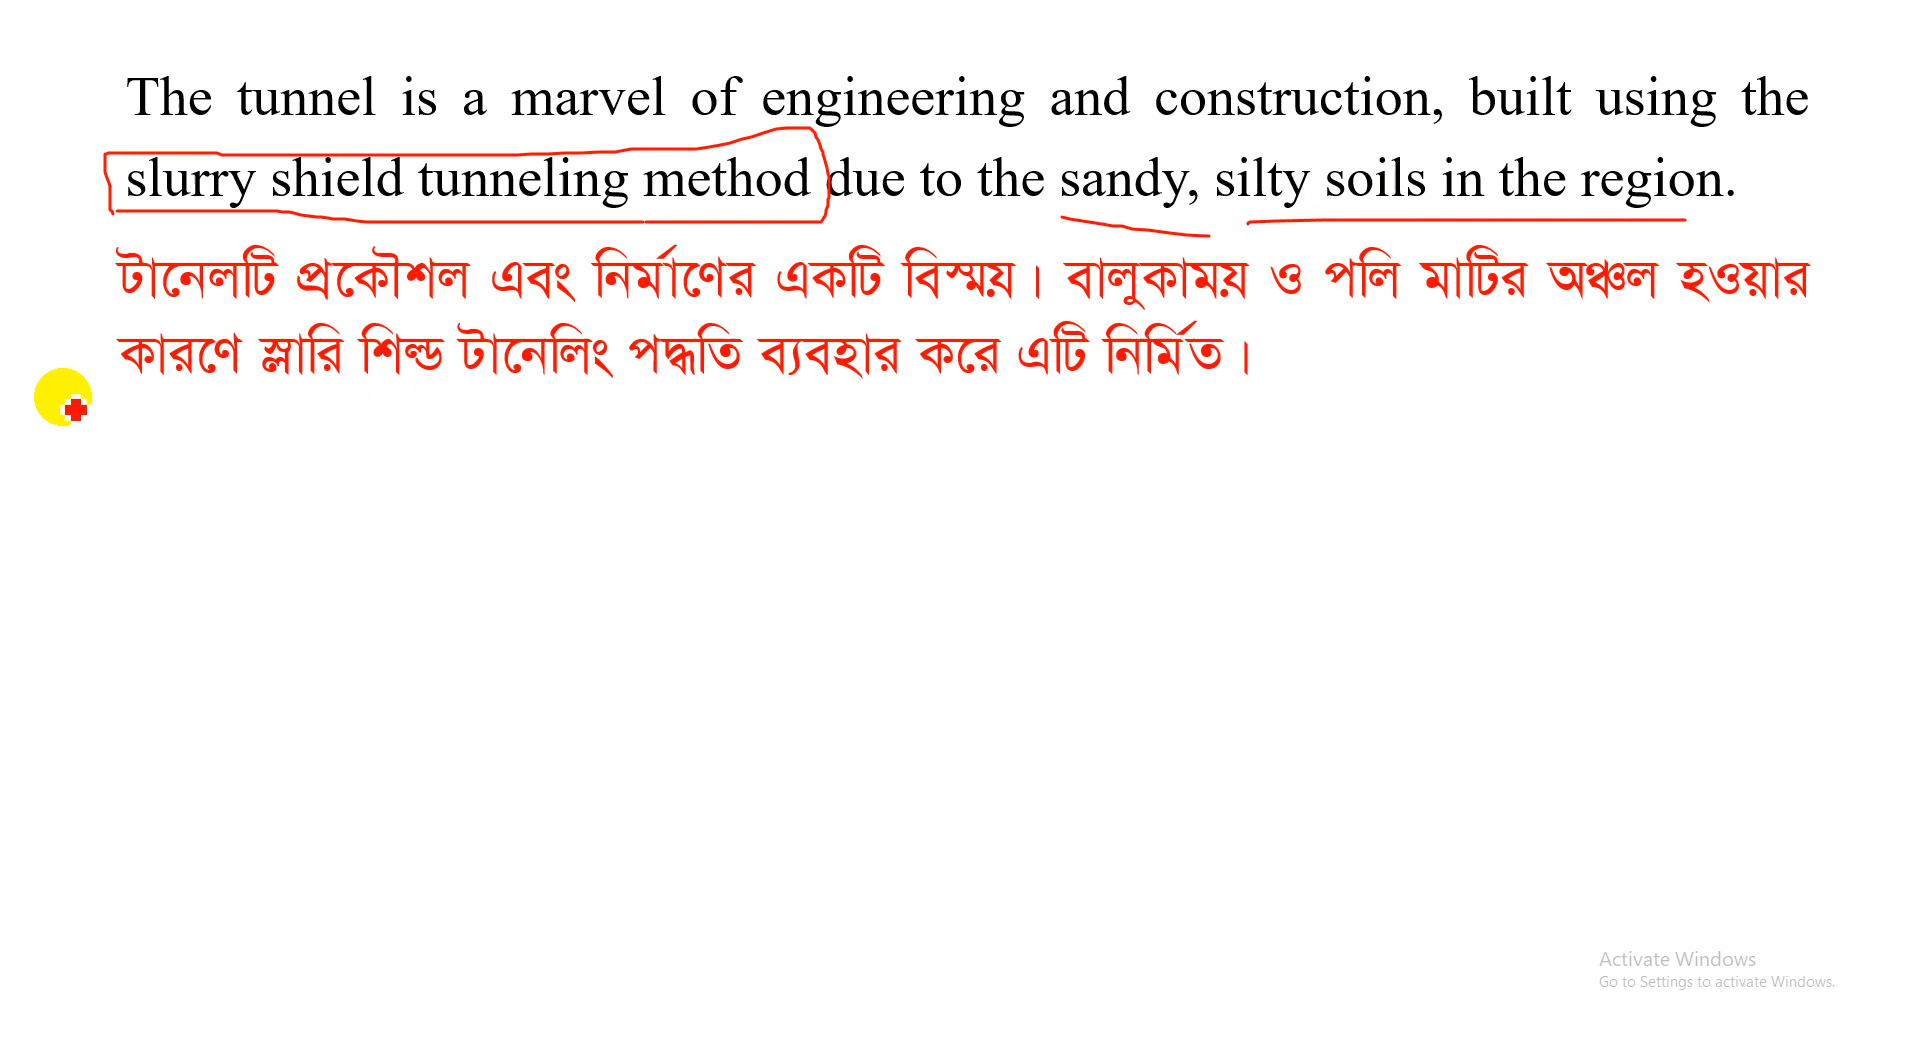 The tunnel is a marvel of engineering and construction, built using the
slurry shield tunneling method due to the sandy, silty soils in the region.
টানেলটি প্রকৌশল এবং নির্মাণের একটি বিস্ময়। বালুকাময় ও পলি মাটির অঞ্চল হওয়ার
কারণে স্লারি শিল্ড টানেলিং পদ্ধতি ব্যবহার করে এটি নির্মিত।
Activate Windows
Go to Settings to activate Windows.